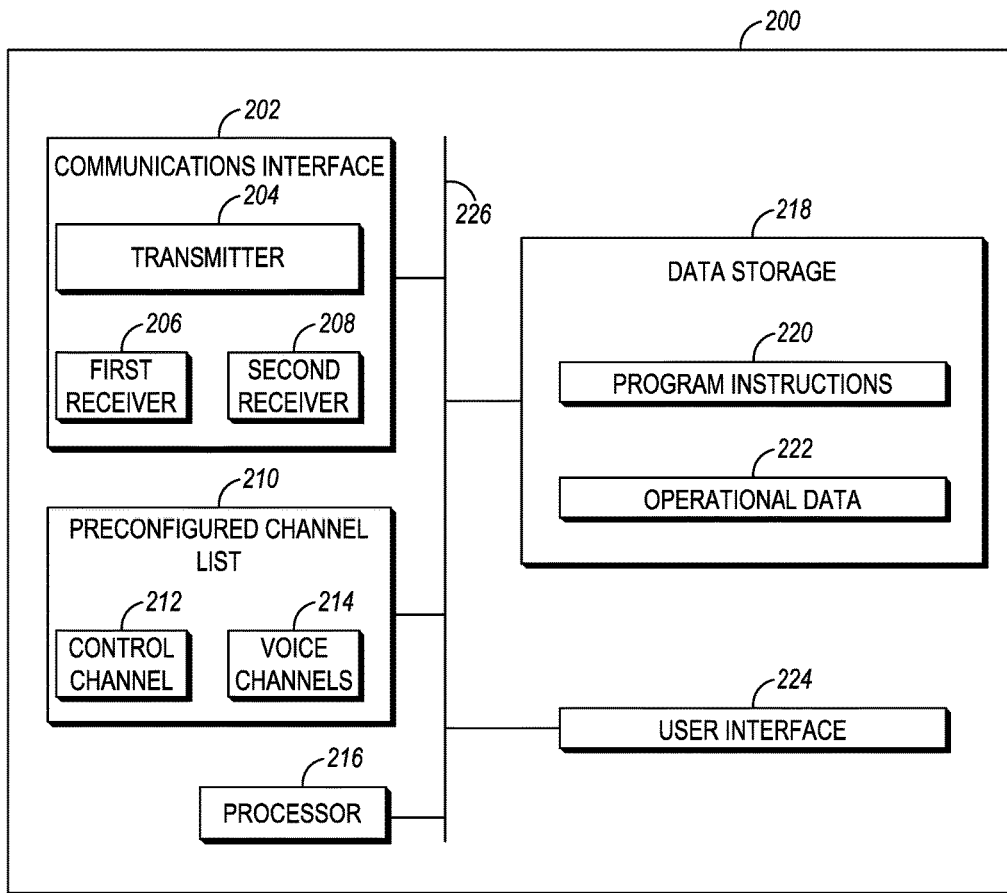 200
202
COMMUNICATIONS INTERFACE
204
TRANSMITTER
206
FIRST
RECEIVER
208
SECOND
RECEIVER
226
218
DATA STORAGE
220
PROGRAM INSTRUCTIONS
222
OPERATIONAL DATA
210
PRECONFIGURED CHANNEL
LIST
212
CONTROL
CHANNEL
214
VOICE
CHANNELS
224
USER INTERFACE
216
PROCESSOR